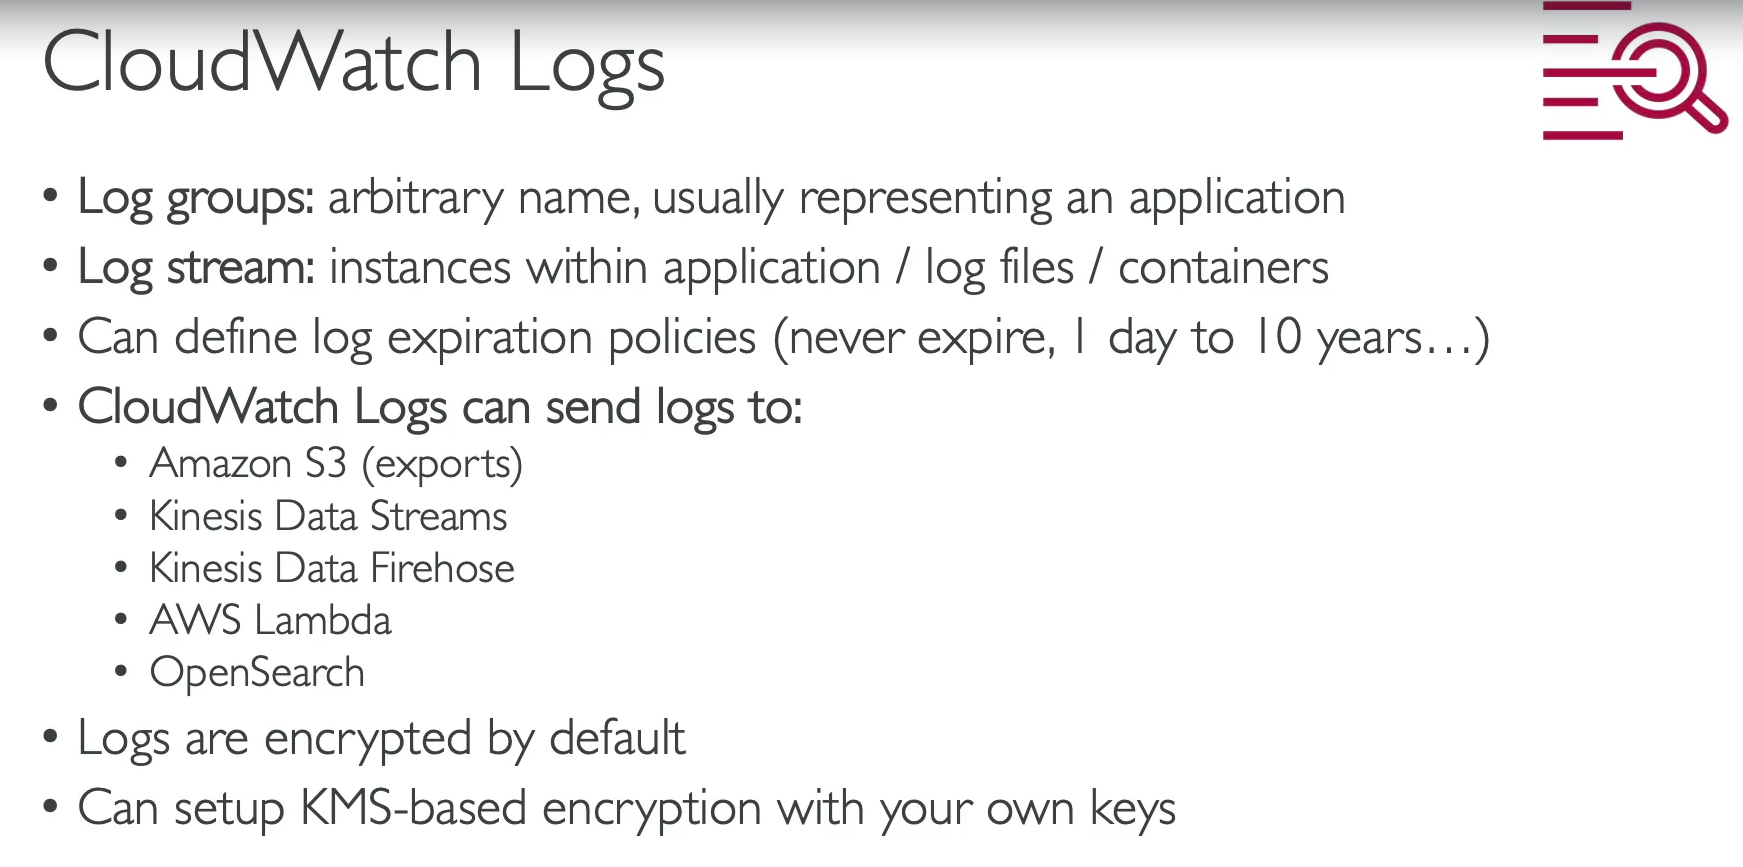 CloudWatch Logs
• Log groups: arbitrary name, usually representing an application
• Log stream: instances within application / log files / containers
• Can define log expiration policies (never expire, 1 day to 10 years…)
• CloudWatch Logs can send logs to:
• Amazon S3 (exports)
• Kinesis Data Streams
• Kinesis Data Firehose
• AWS Lambda
• OpenSearch
• Logs are encrypted by default
• Can setup KMS-based encryption with your own keys